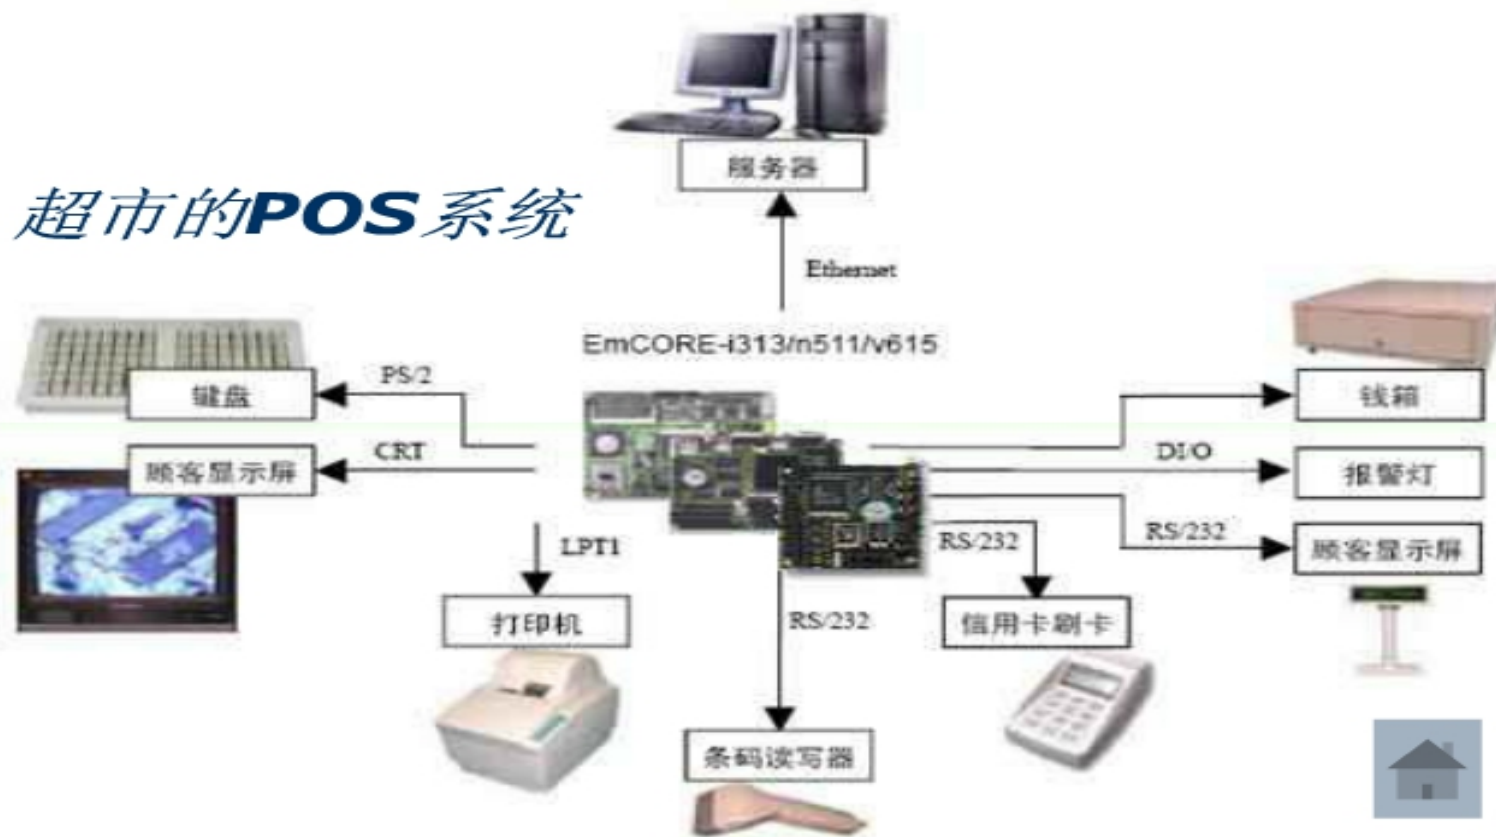 服务器
超市的POS系统
Ethernet
EmCORE-i313/n511/v615
PS/2
键盘
钱箱
CRT
顾客显示屏
DI/O
报警灯
LPT1
RS/232
RS/232
顾客显示屏
打印机
RS/232
信用卡刷卡
条码读写器